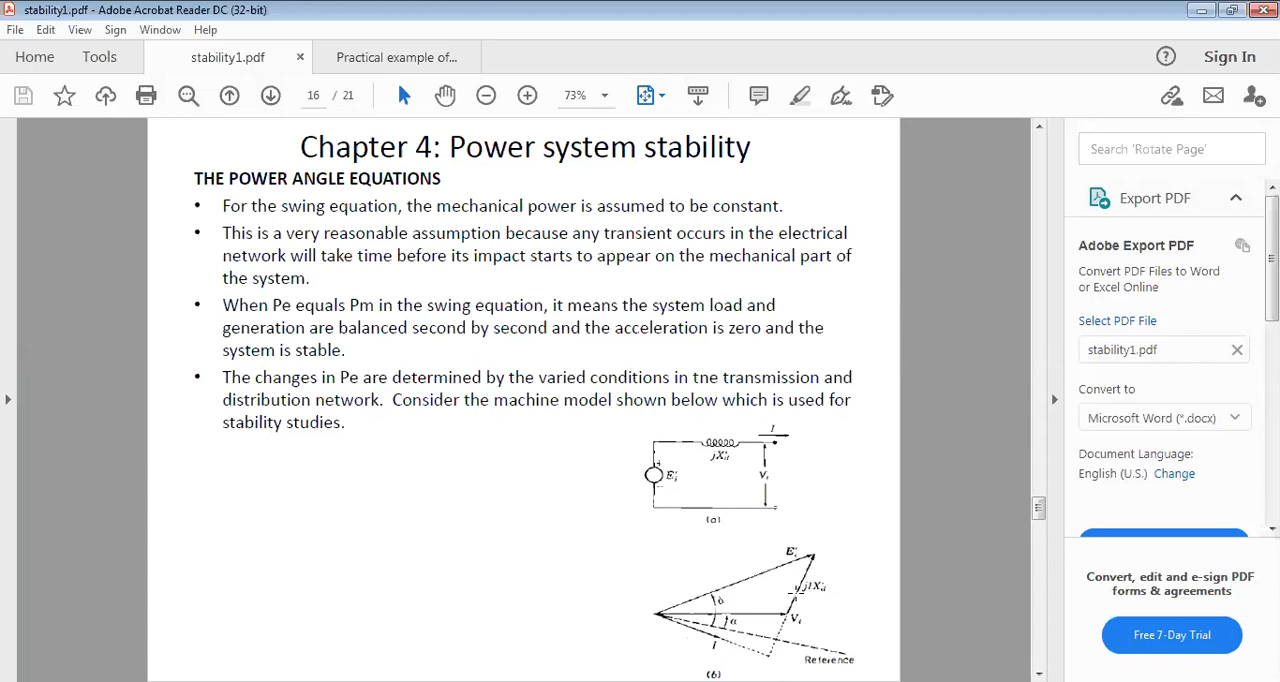 stability1.pdf - Adobe Acrobat Reader DC (32-bit)
File Edit View Sign Window Help
Home Tools stability1.pdf × Practical example of... ? Sign In
16 / 21 73%
Chapter 4: Power system stability
THE POWER ANGLE EQUATIONS
• For the swing equation, the mechanical power is assumed to be constant.
• This is a very reasonable assumption because any transient occurs in the electrical
network will take time before its impact starts to appear on the mechanical part of
the system.
• When Pe equals Pm in the swing equation, it means the system load and
generation are balanced second by second and the acceleration is zero and the
system is stable.
• The changes in Pe are determined by the varied conditions in tne transmission and
distribution network. Consider the machine model shown below which is used for
stability studies.
I
jX'd
E'i
Vt
(a)
E'i
jIX'd
δ
α
Vt
I
Reference
(b)
Search 'Rotate Page'
Export PDF
Adobe Export PDF
Convert PDF Files to Word
or Excel Online
Select PDF File
stability1.pdf
Convert to
Microsoft Word (*.docx)
Document Language:
English (U.S.) Change
Convert, edit and e-sign PDF
forms & agreements
Free 7-Day Trial